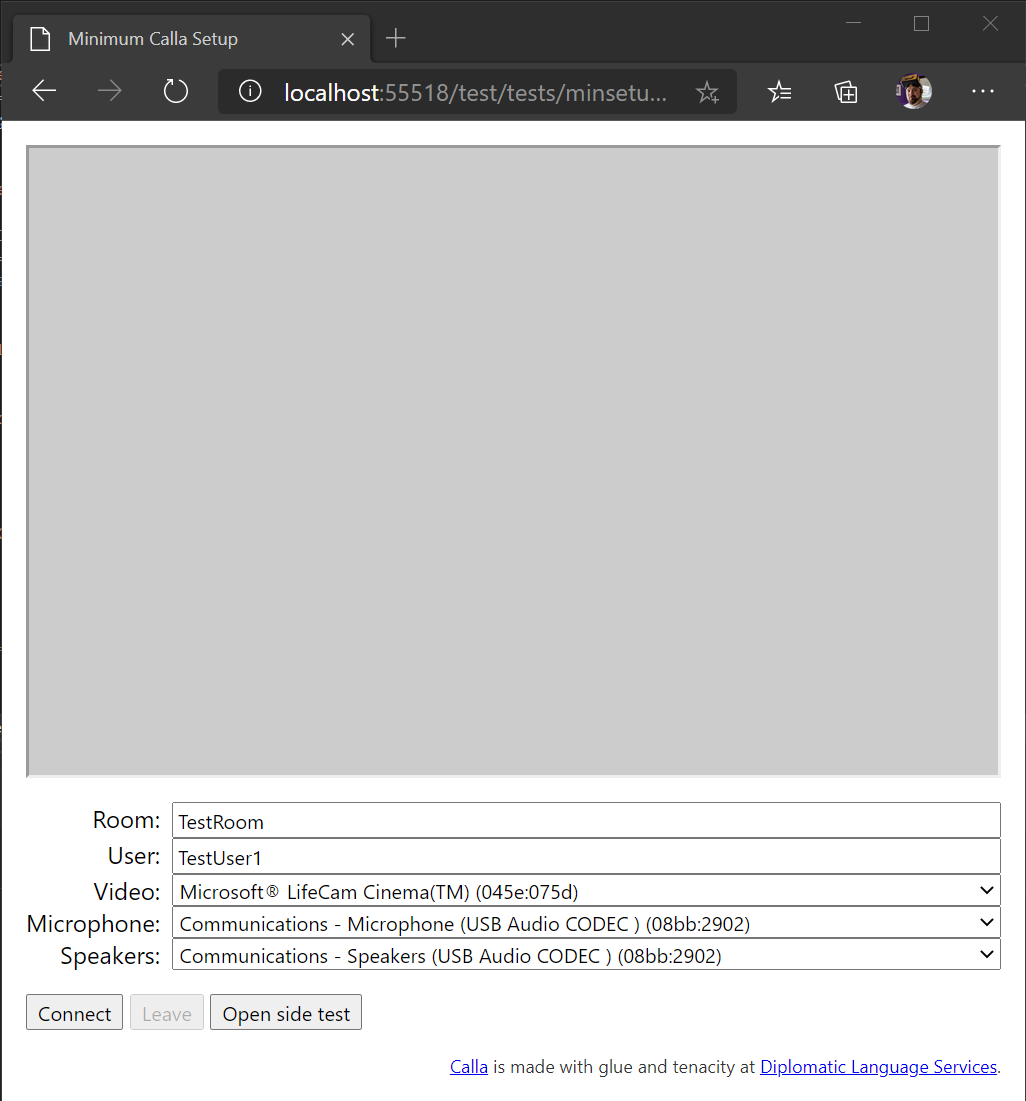 Minimum Calla Setup
localhost:55518/test/tests/minsetu...
Room: TestRoom
User: TestUser1
Video: Microsoft® LifeCam Cinema(TM) (045e:075d)
Microphone: Communications - Microphone (USB Audio CODEC ) (08bb:2902)
Speakers: Communications - Speakers (USB Audio CODEC ) (08bb:2902)
Connect Leave Open side test
Calla is made with glue and tenacity at Diplomatic Language Services.